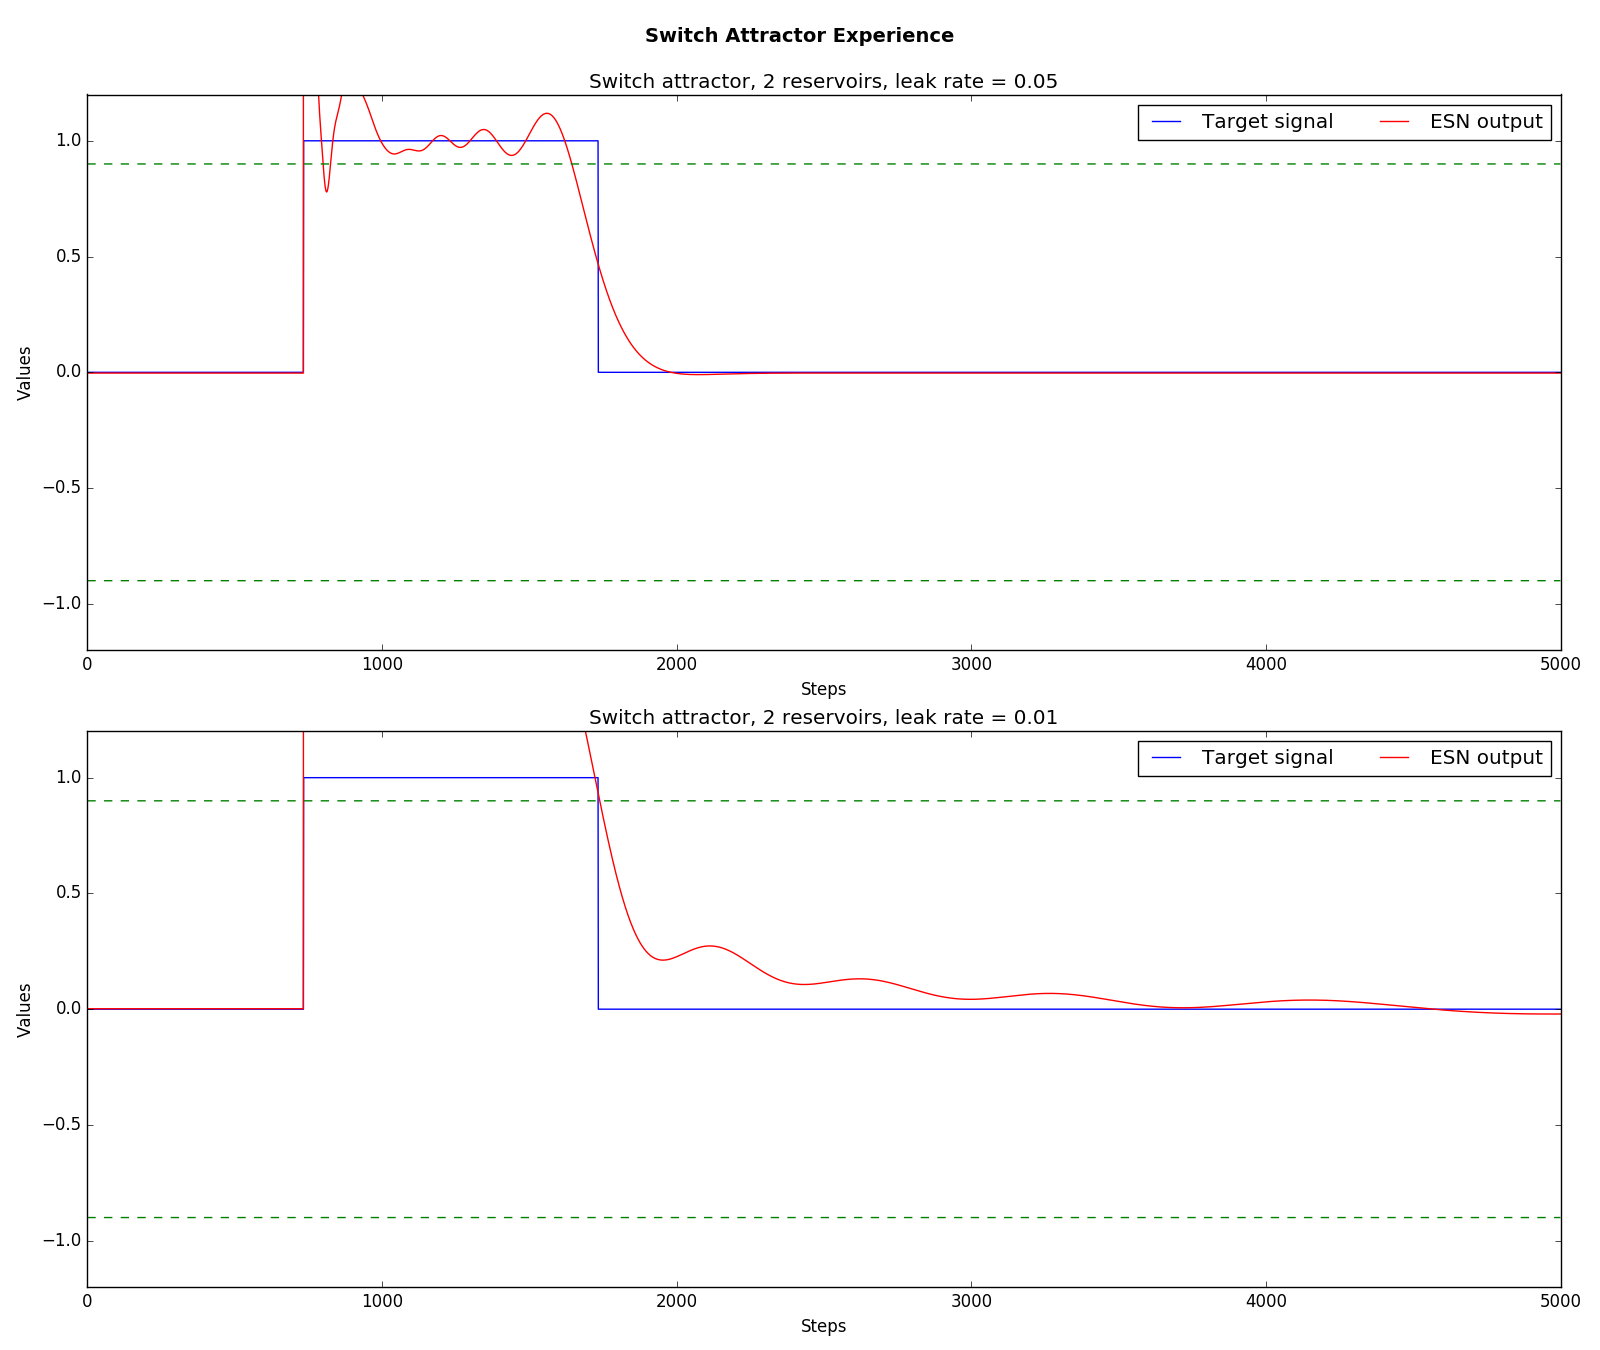 Switch Attractor Experience
Switch attractor, 2 reservoirs, leak rate = 0.05
Target signal ESN output
1.0
0.5
0.0
−0.5
−1.0
Values
0 1000 2000 3000 4000 5000
Steps
Switch attractor, 2 reservoirs, leak rate = 0.01
Target signal ESN output
1.0
0.5
0.0
−0.5
−1.0
Values
0 1000 2000 3000 4000 5000
Steps